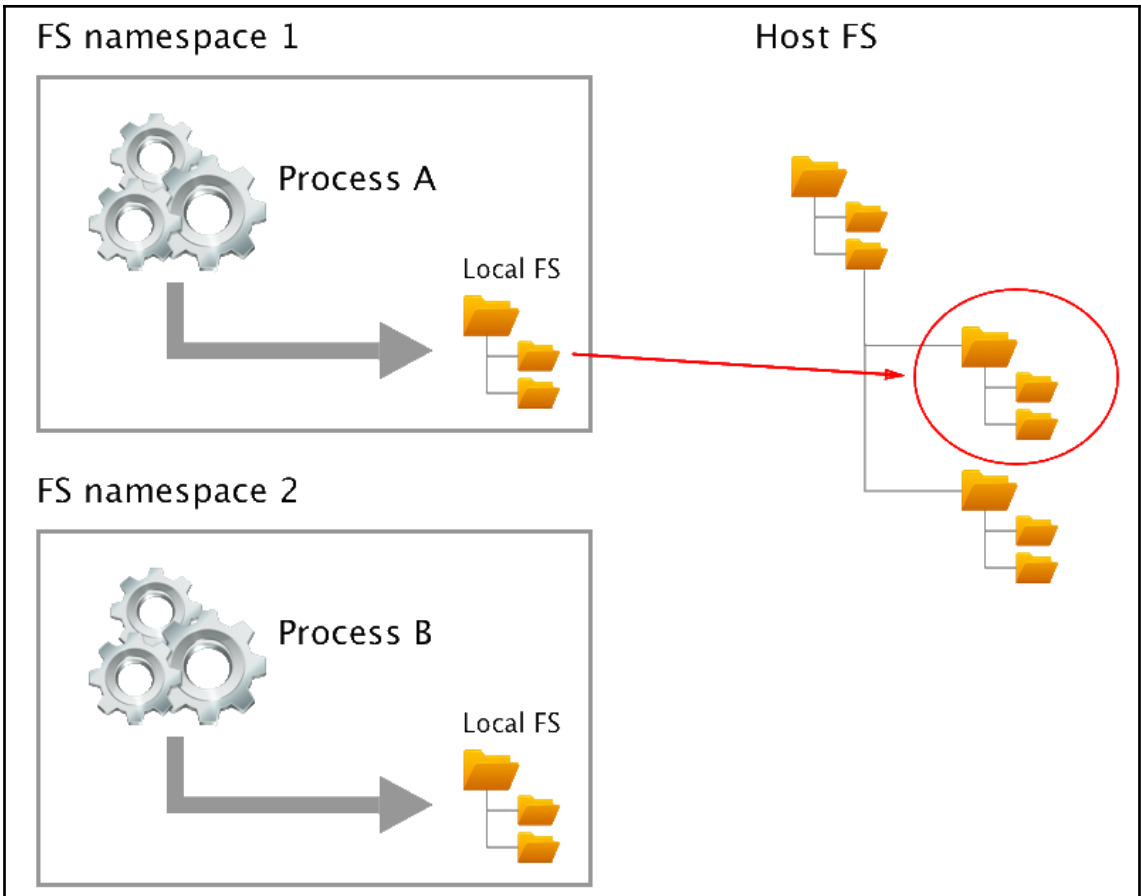 FS namespace 1
Host FS
Process A
Local FS
FS namespace 2
Process B
Local FS